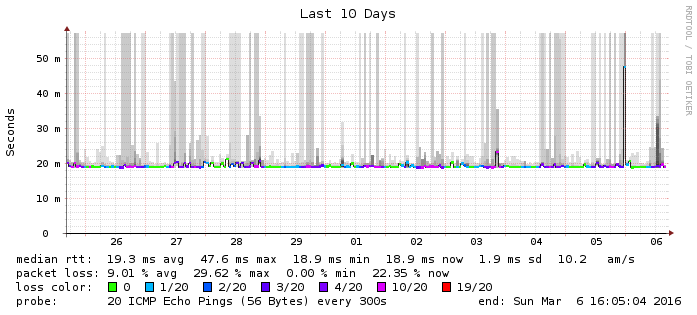 Last 10 Days
RRDTOOL / TOBI OETIKER
Seconds
50 m
40 m
30 m
20 m
10 m
0
26 27 28 29 01 02 03 04 05 06
median rtt: 19.3 ms avg 47.6 ms max 18.9 ms min 18.9 ms now 1.9 ms sd 10.2 am/s
packet loss: 9.01 % avg 29.62 % max 0.00 % min 22.35 % now
loss color: 0 1/20 2/20 3/20 4/20 10/20 19/20
probe: 20 ICMP Echo Pings (56 Bytes) every 300s end: Sun Mar 6 16:05:04 2016